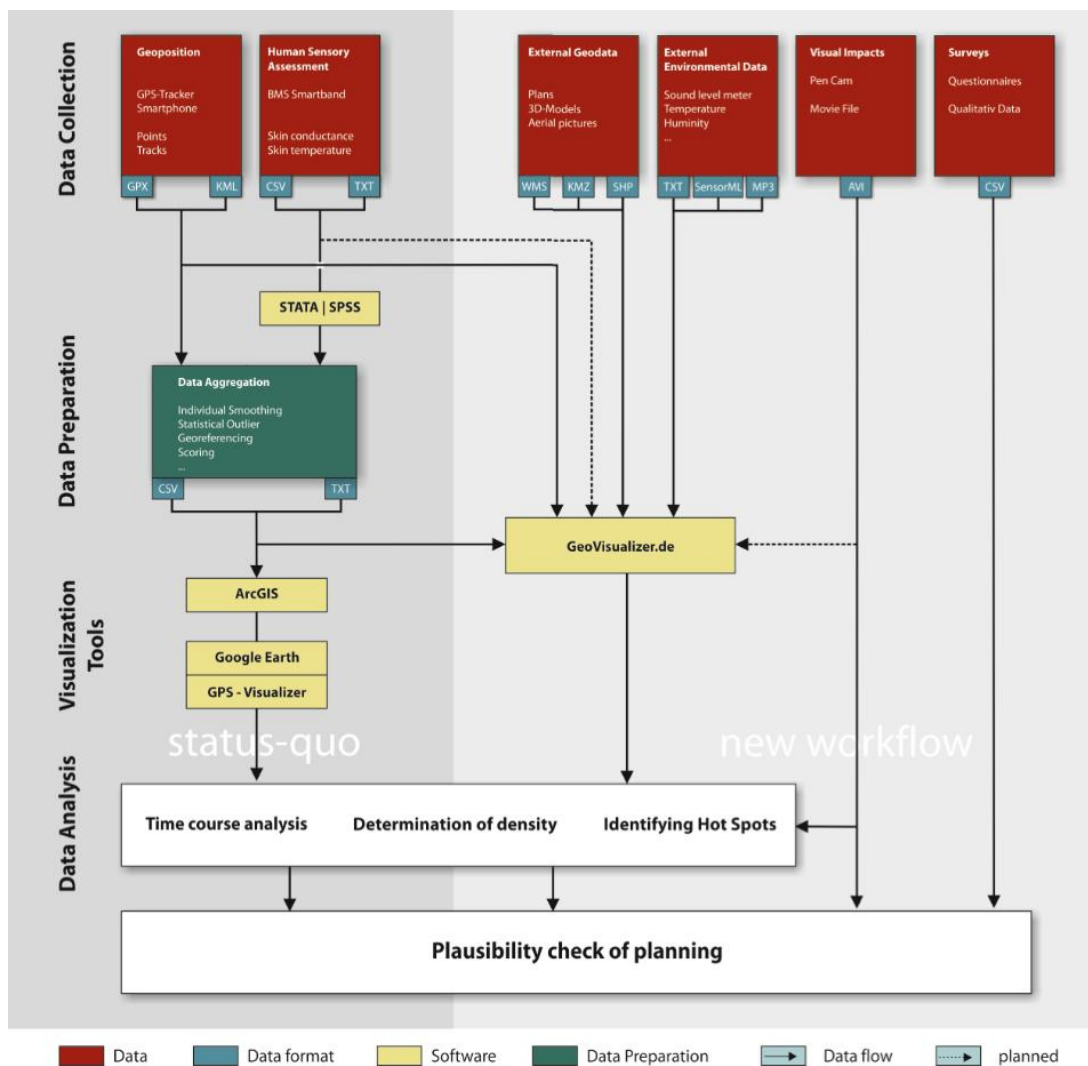 Data Collection
Geoposition
GPS-Tracker
Smartphone
Points
Tracks
GPX
KML
Human Sensory
Assessment
BMS Smartband
Skin conductance
Skin temperature
CSV
TXT
External Geodata
Plans
3D-Models
Aerial pictures
WMS
KMZ
SHP
External
Environmental Data
Sound level meter
Temperature
Huminity
...
TXT
SensorML
MP3
Visual Impacts
Pen Cam
Movie File
AVI
Surveys
Questionnaires
Qualitativ Data
CSV
Data Preparation
STATA | SPSS
Data Aggregation
Individual Smoothing
Statistical Outlier
Georeferencing
Scoring
...
CSV
TXT
GeoVisualizer.de
Visualization
Tools
ArcGIS
Google Earth
GPS - Visualizer
status-quo
new workflow
Data Analysis
Time course analysis
Determination of density
Identifying Hot Spots
Plausibility check of planning
Data
Data format
Software
Data Preparation
Data flow
planned